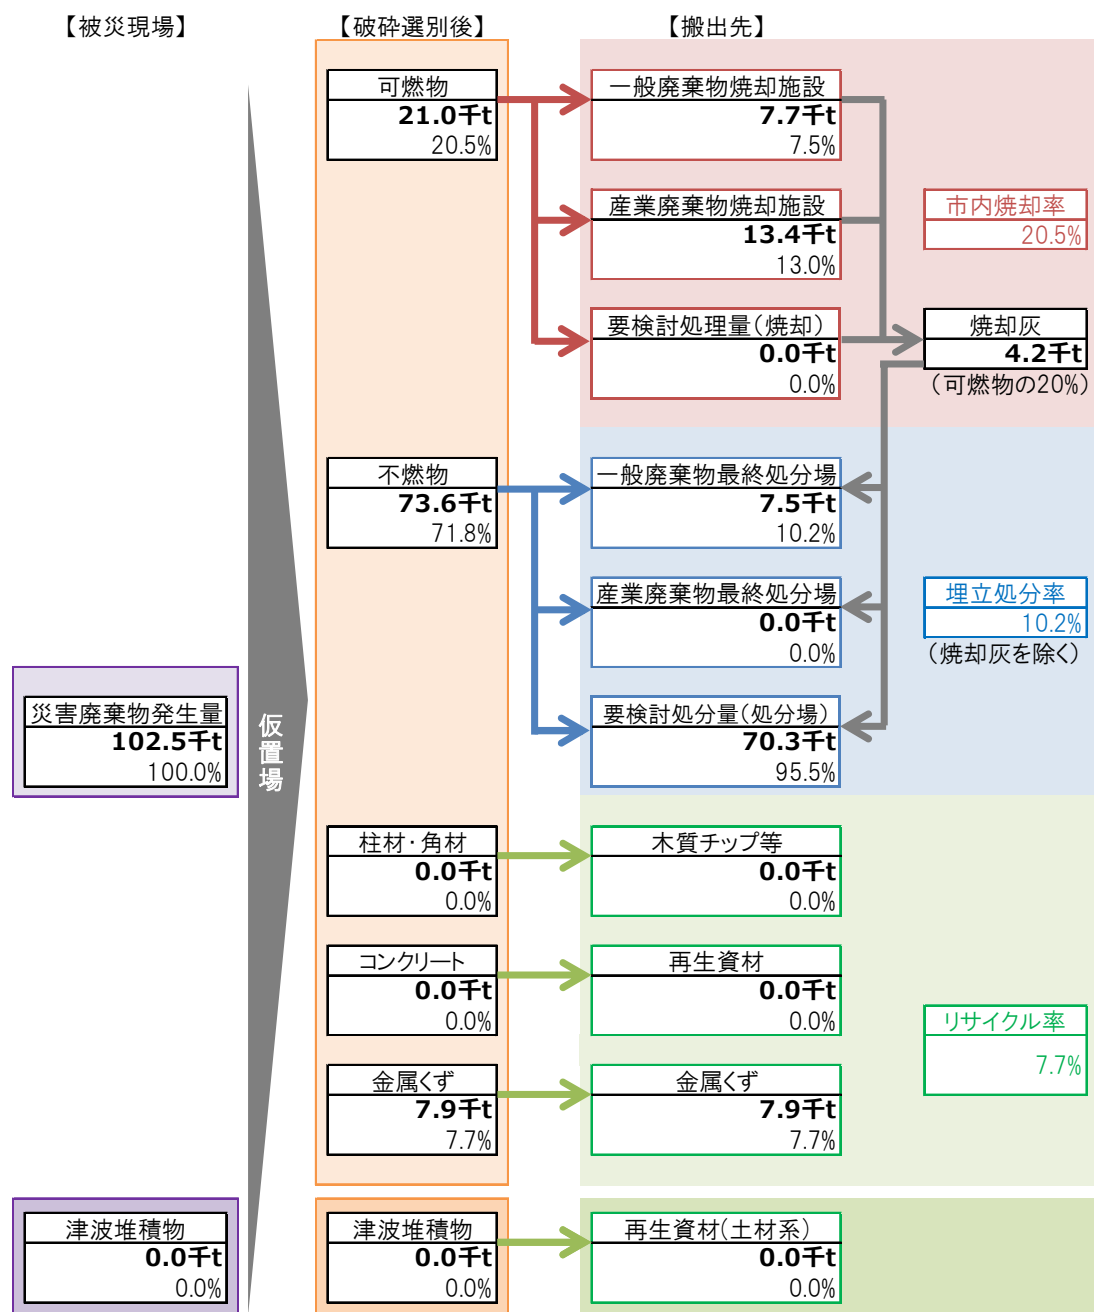 【被災現場】
【破砕選別後】
【搬出先】
可燃物
21.0千t
20.5%
一般廃棄物焼却施設
7.7千t
7.5%
産業廃棄物焼却施設
13.4千t
13.0%
市内焼却率
20.5%
要検討処理量(焼却)
0.0千t
0.0%
焼却灰
4.2千t
(可燃物の20%)
不燃物
73.6千t
71.8%
一般廃棄物最終処分場
7.5千t
10.2%
産業廃棄物最終処分場
0.0千t
0.0%
埋立処分率
10.2%
(焼却灰を除く)
災害廃棄物発生量
102.5千t
100.0%
仮置場
要検討処分量(処分場)
70.3千t
95.5%
柱材・角材
0.0千t
0.0%
木質チップ等
0.0千t
0.0%
コンクリート
0.0千t
0.0%
再生資材
0.0千t
0.0%
リサイクル率
7.7%
金属くず
7.9千t
7.7%
金属くず
7.9千t
7.7%
津波堆積物
0.0千t
0.0%
津波堆積物
0.0千t
0.0%
再生資材(土材系)
0.0千t
0.0%